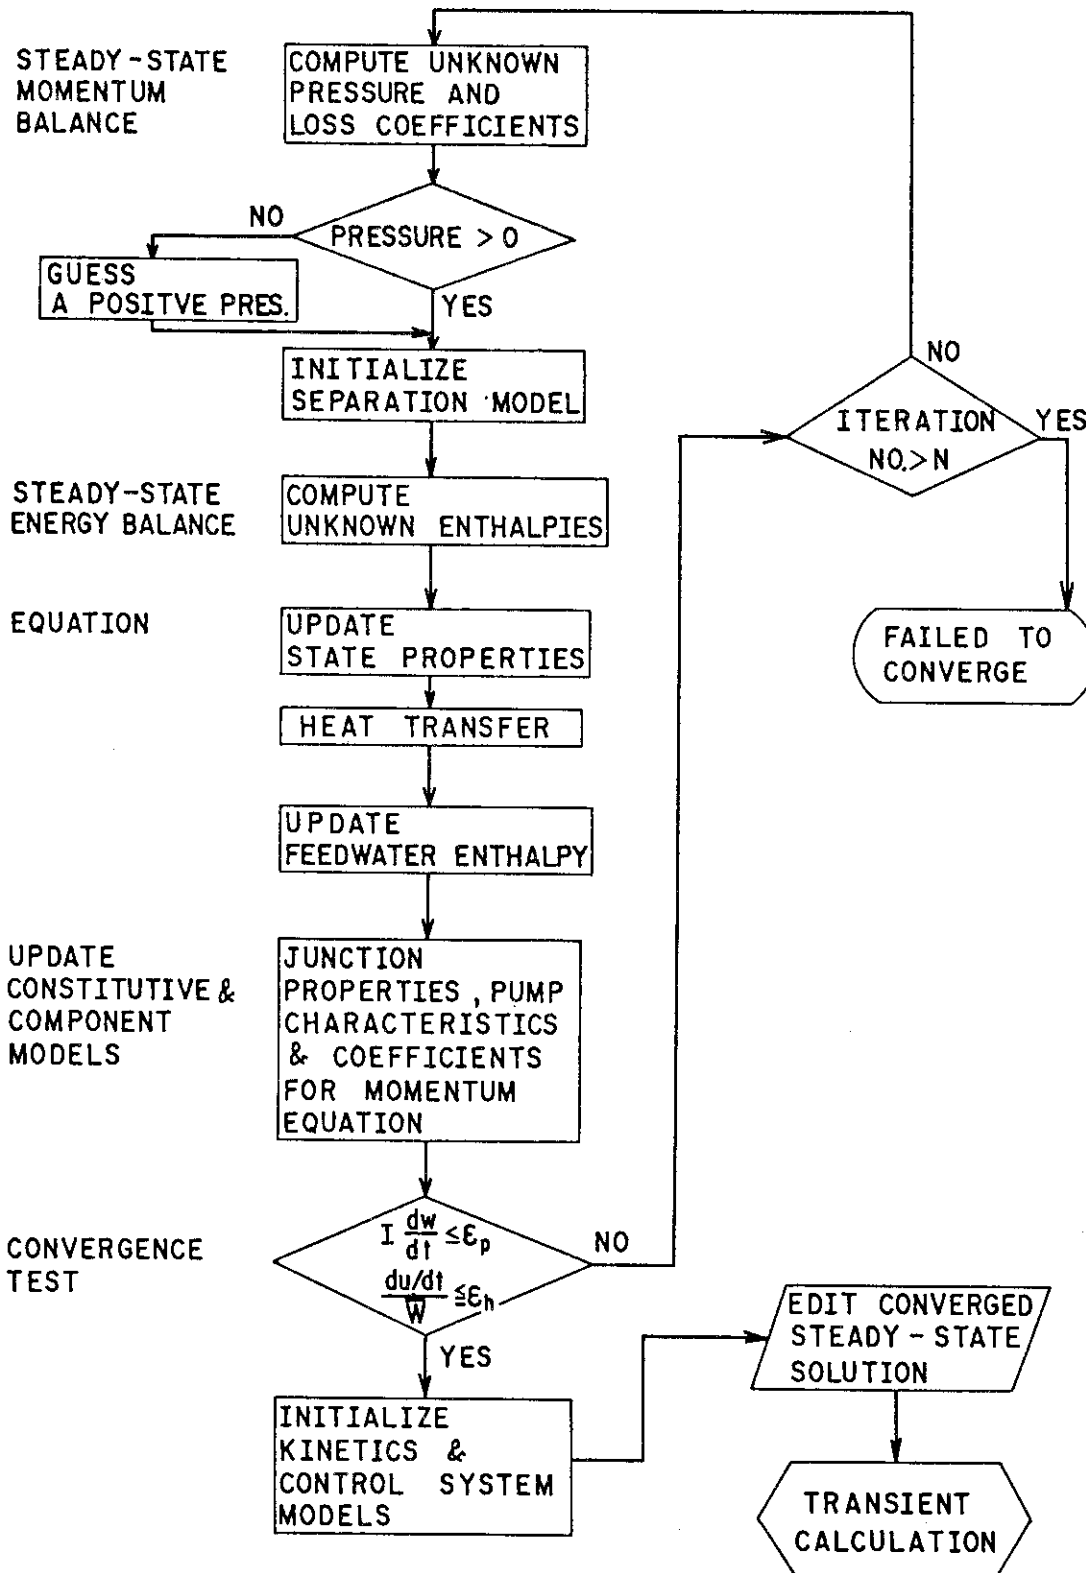 STEADY-STATE
MOMENTUM
BALANCE
COMPUTE UNKNOWN
PRESSURE AND
LOSS COEFFICIENTS
NO
PRESSURE > 0
GUESS
A POSITVE PRES.
YES
INITIALIZE
SEPARATION MODEL
NO
ITERATION
NO.> N
YES
STEADY-STATE
ENERGY BALANCE
COMPUTE
UNKNOWN ENTHALPIES
EQUATION
UPDATE
STATE PROPERTIES
FAILED TO
CONVERGE
HEAT TRANSFER
UPDATE
FEEDWATER ENTHALPY
UPDATE
CONSTITUTIVE &
COMPONENT
MODELS
JUNCTION
PROPERTIES, PUMP
CHARACTERISTICS
& COEFFICIENTS
FOR MOMENTUM
EQUATION
CONVERGENCE
TEST
I dw/dt ≤ εp
du/dt / W̅ ≦ εh
NO
YES
EDIT CONVERGED
STEADY-STATE
SOLUTION
INITIALIZE
KINETICS &
CONTROL SYSTEM
MODELS
TRANSIENT
CALCULATION